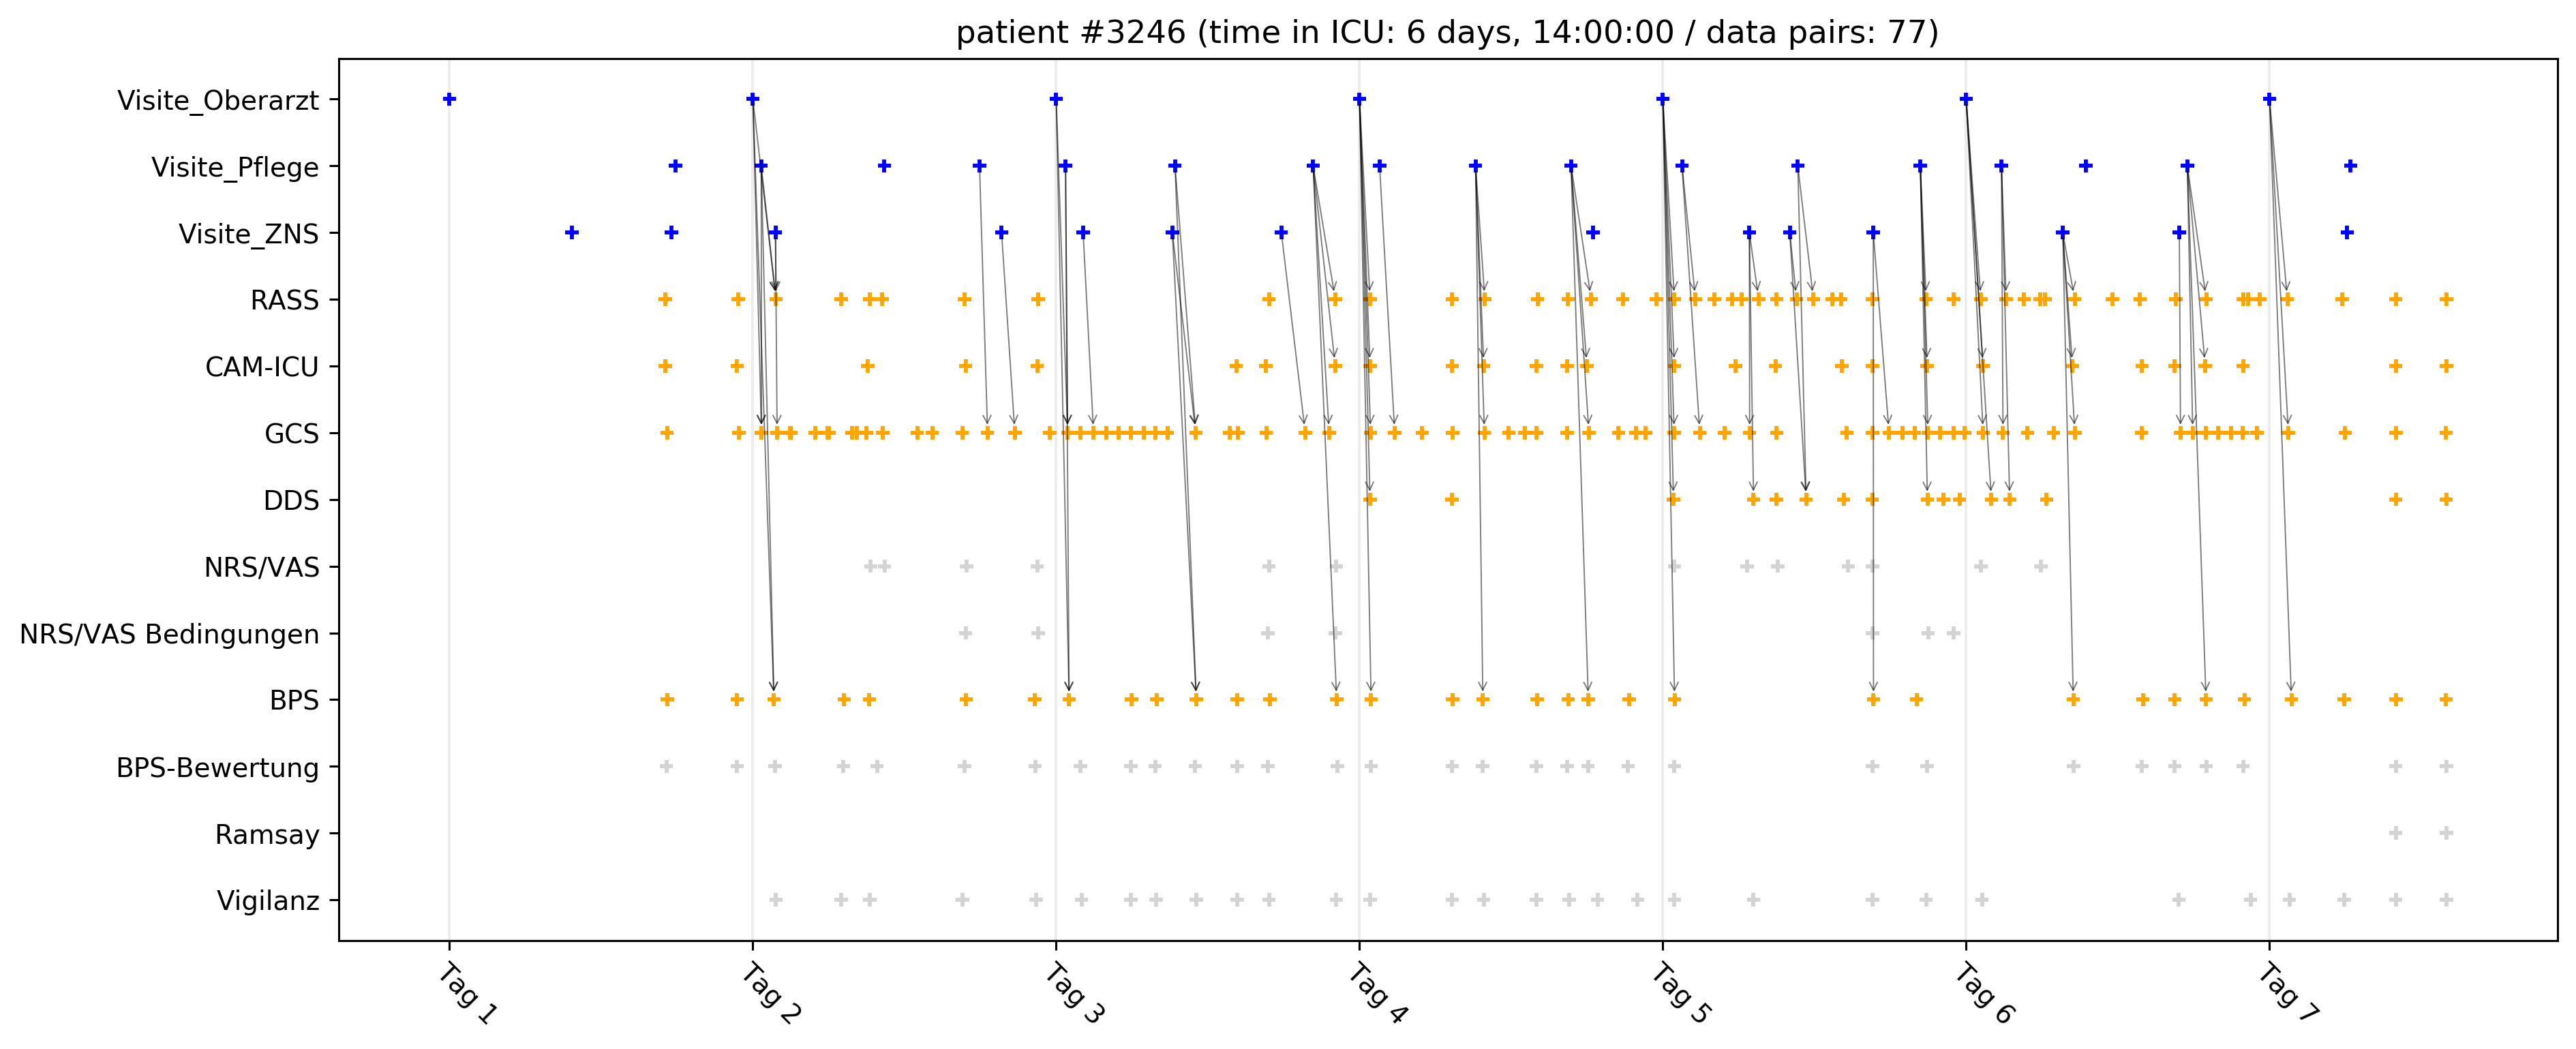 patient #3246 (time in ICU: 6 days, 14:00:00 / data pairs: 77)
Visite_Oberarzt
Visite_Pflege
Visite_ZNS
RASS
CAM-ICU
GCS
DDS
NRS/VAS
NRS/VAS Bedingungen
BPS
BPS-Bewertung
Ramsay
Vigilanz
Tag 1
Tag 2
Tag 3
Tag 4
Tag 5
Tag 6
Tag 7